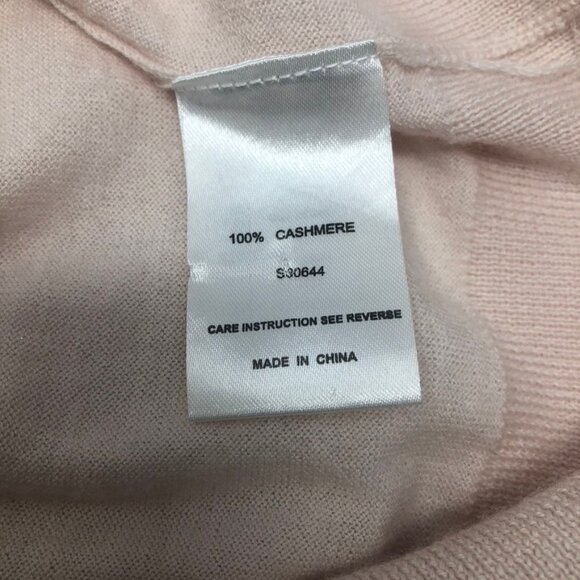 100% CASHMERE
S30644
CARE INSTRUCTION SEE REVERSE
MADE IN CHINA